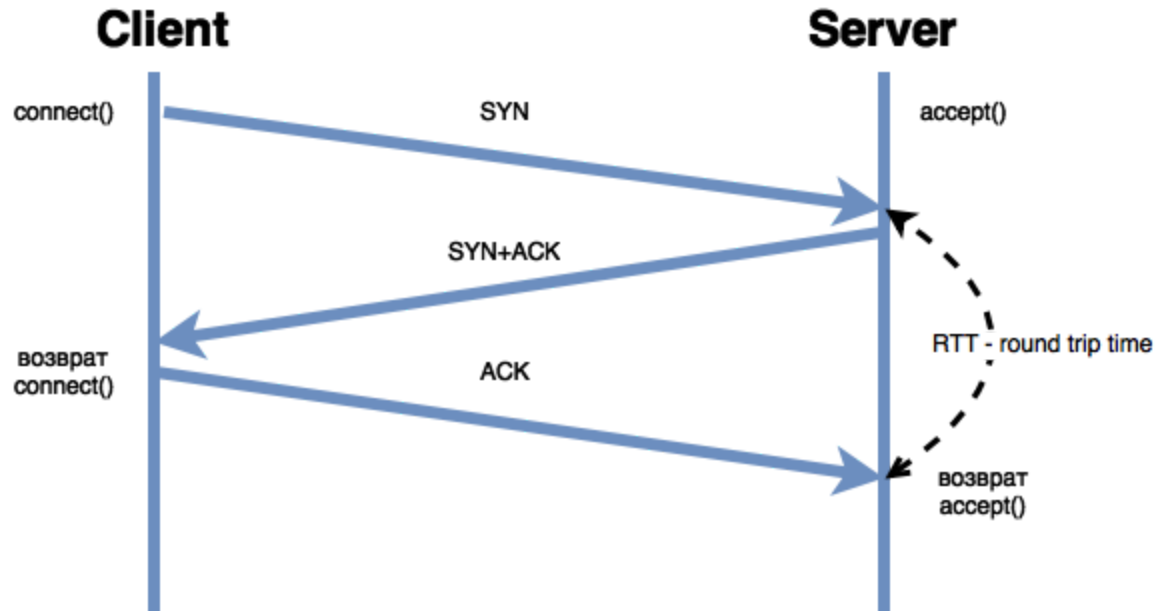 Client
Server
connect()
SYN
accept()
SYN+ACK
RTT - round trip time
возврат
connect()
ACK
возврат
accept()